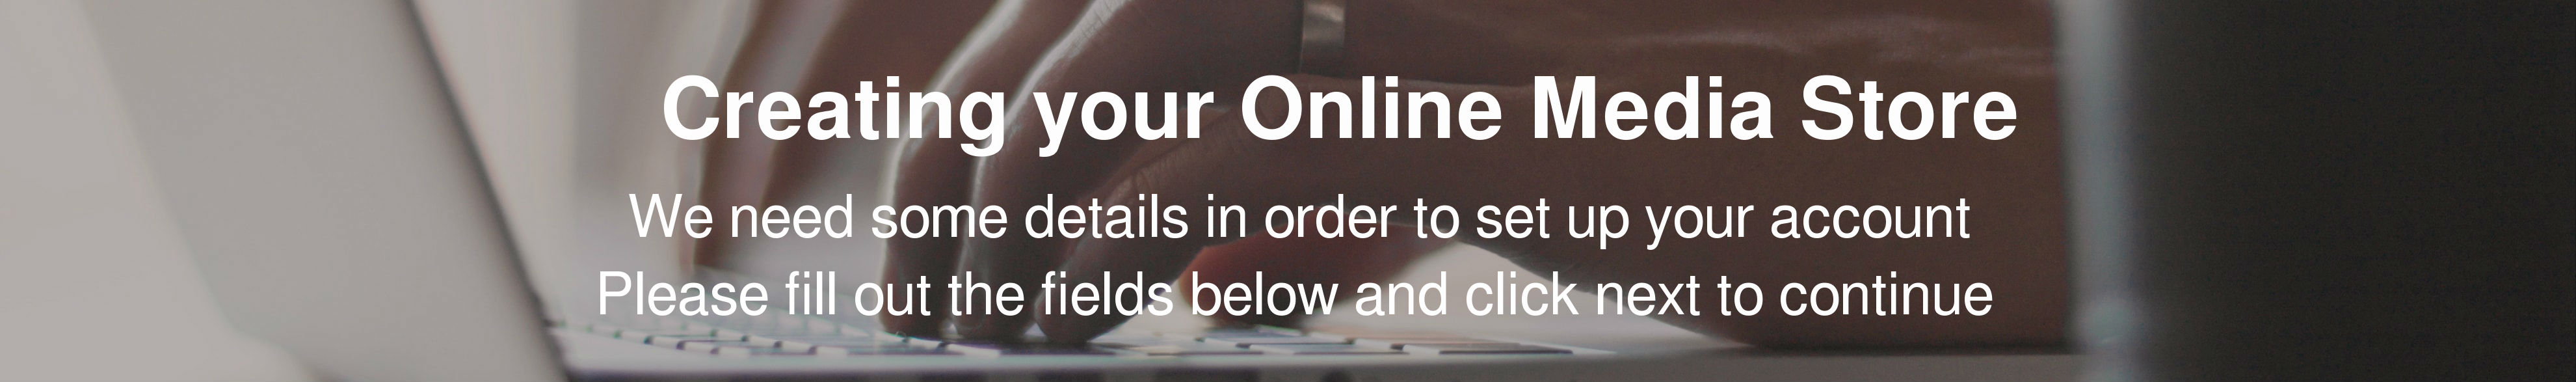 Creating your Online Media Store
We need some details in order to set up your account
Please fill out the fields below and click next to continue